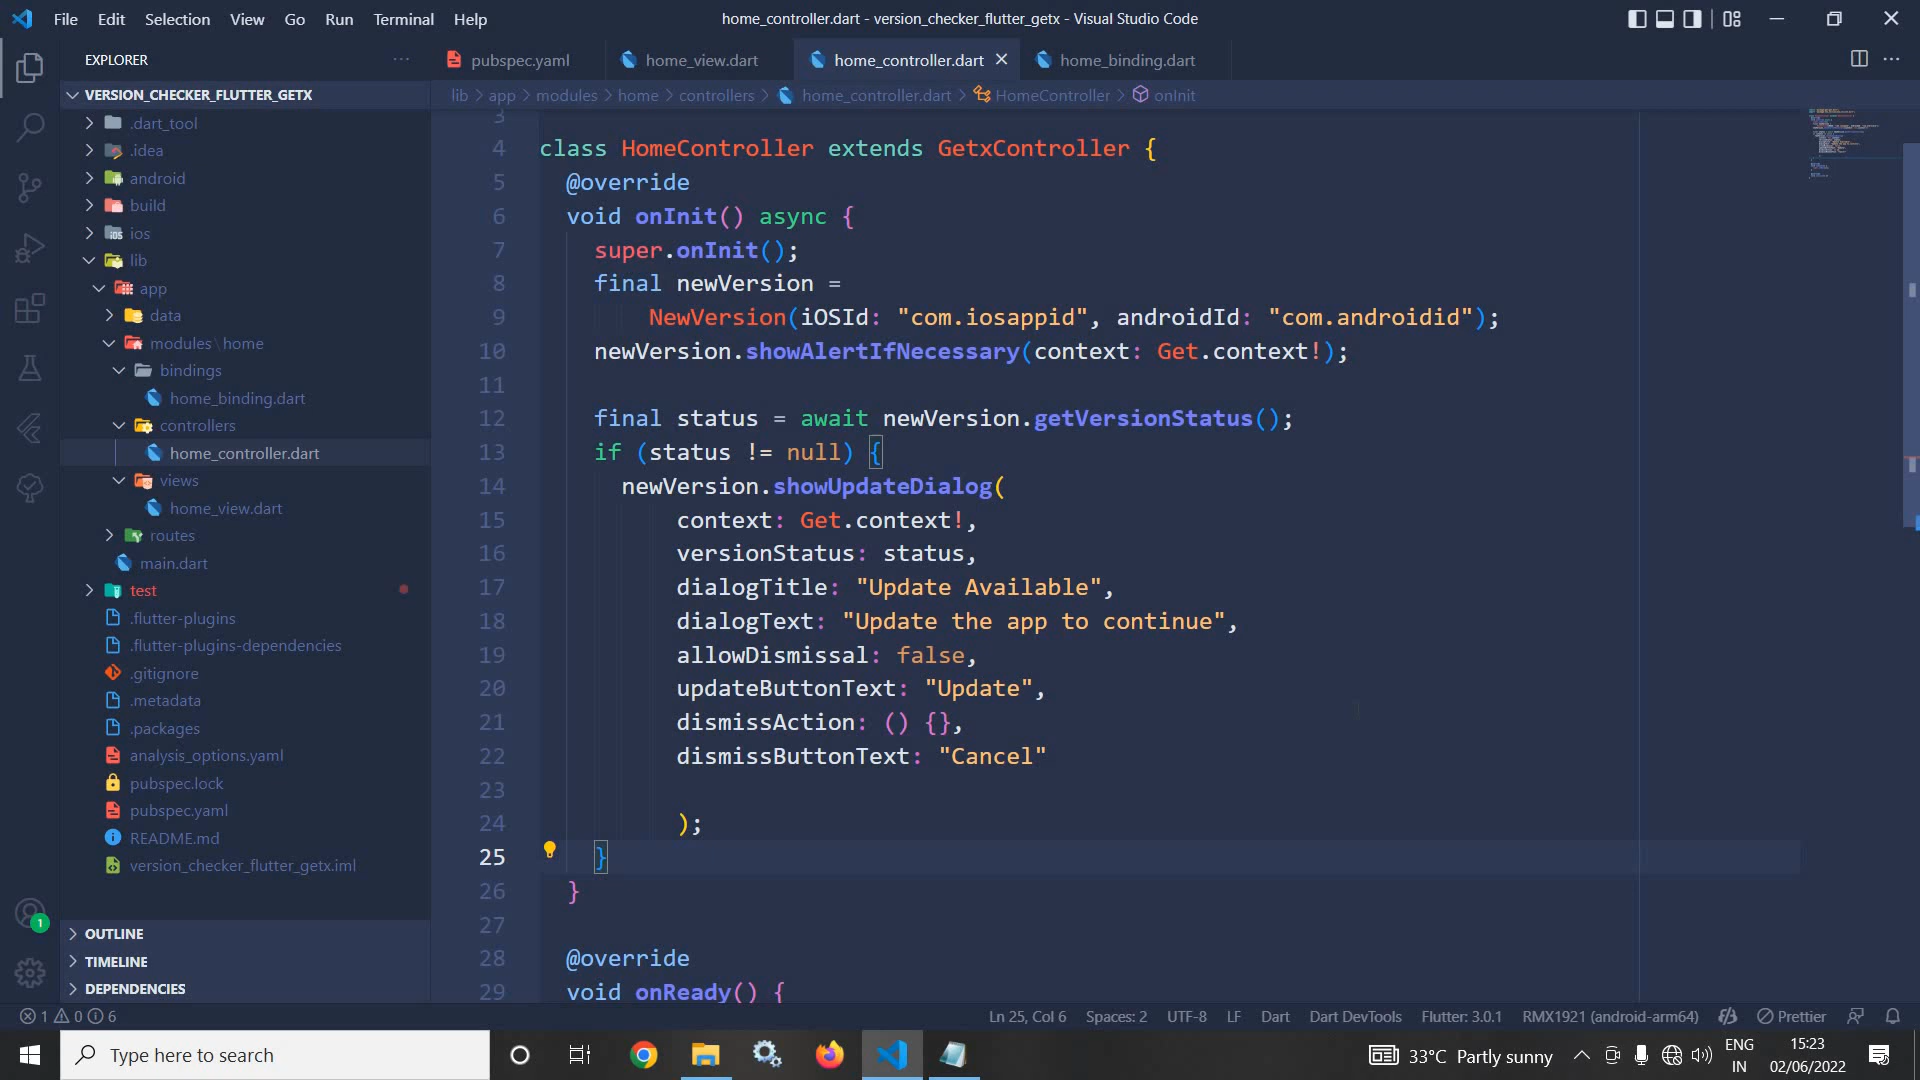 File Edit Selection View Go Run Terminal Help
home_controller.dart - version_checker_flutter_getx - Visual Studio Code
EXPLORER
pubspec.yaml
home_view.dart
home_controller.dart
home_binding.dart
VERSION_CHECKER_FLUTTER_GETX
lib > app > modules > home > controllers > home_controller.dart > HomeController > onInit
.dart_tool
.idea
android
build
ios
lib
app
data
modules \ home
bindings
home_binding.dart
controllers
home_controller.dart
views
home_view.dart
routes
main.dart
test
.flutter-plugins
.flutter-plugins-dependencies
.gitignore
.metadata
.packages
analysis_options.yaml
pubspec.lock
pubspec.yaml
README.md
version_checker_flutter_getx.iml
OUTLINE
TIMELINE
DEPENDENCIES
3
4 class HomeController extends GetxController {
5 @override
6 void onInit() async {
7 super.onInit();
8 final newVersion =
9 NewVersion(iOSId: "com.iosappid", androidId: "com.androidid");
10 newVersion.showAlertIfNecessary(context: Get.context!);
11
12 final status = await newVersion.getVersionStatus();
13 if (status != null) {
14 newVersion.showUpdateDialog(
15 context: Get.context!,
16 versionStatus: status,
17 dialogTitle: "Update Available",
18 dialogText: "Update the app to continue",
19 allowDismissal: false,
20 updateButtonText: "Update",
21 dismissAction: () {},
22 dismissButtonText: "Cancel"
23
24 );
25 }
26 }
27
28 @override
29 void onReady() {
1
1 0 6
Ln 25, Col 6 Spaces: 2 UTF-8 LF Dart Dart DevTools Flutter: 3.0.1 RMX1921 (android-arm64) Prettier
Type here to search
33°C Partly sunny
ENG
IN
15:23
02/06/2022